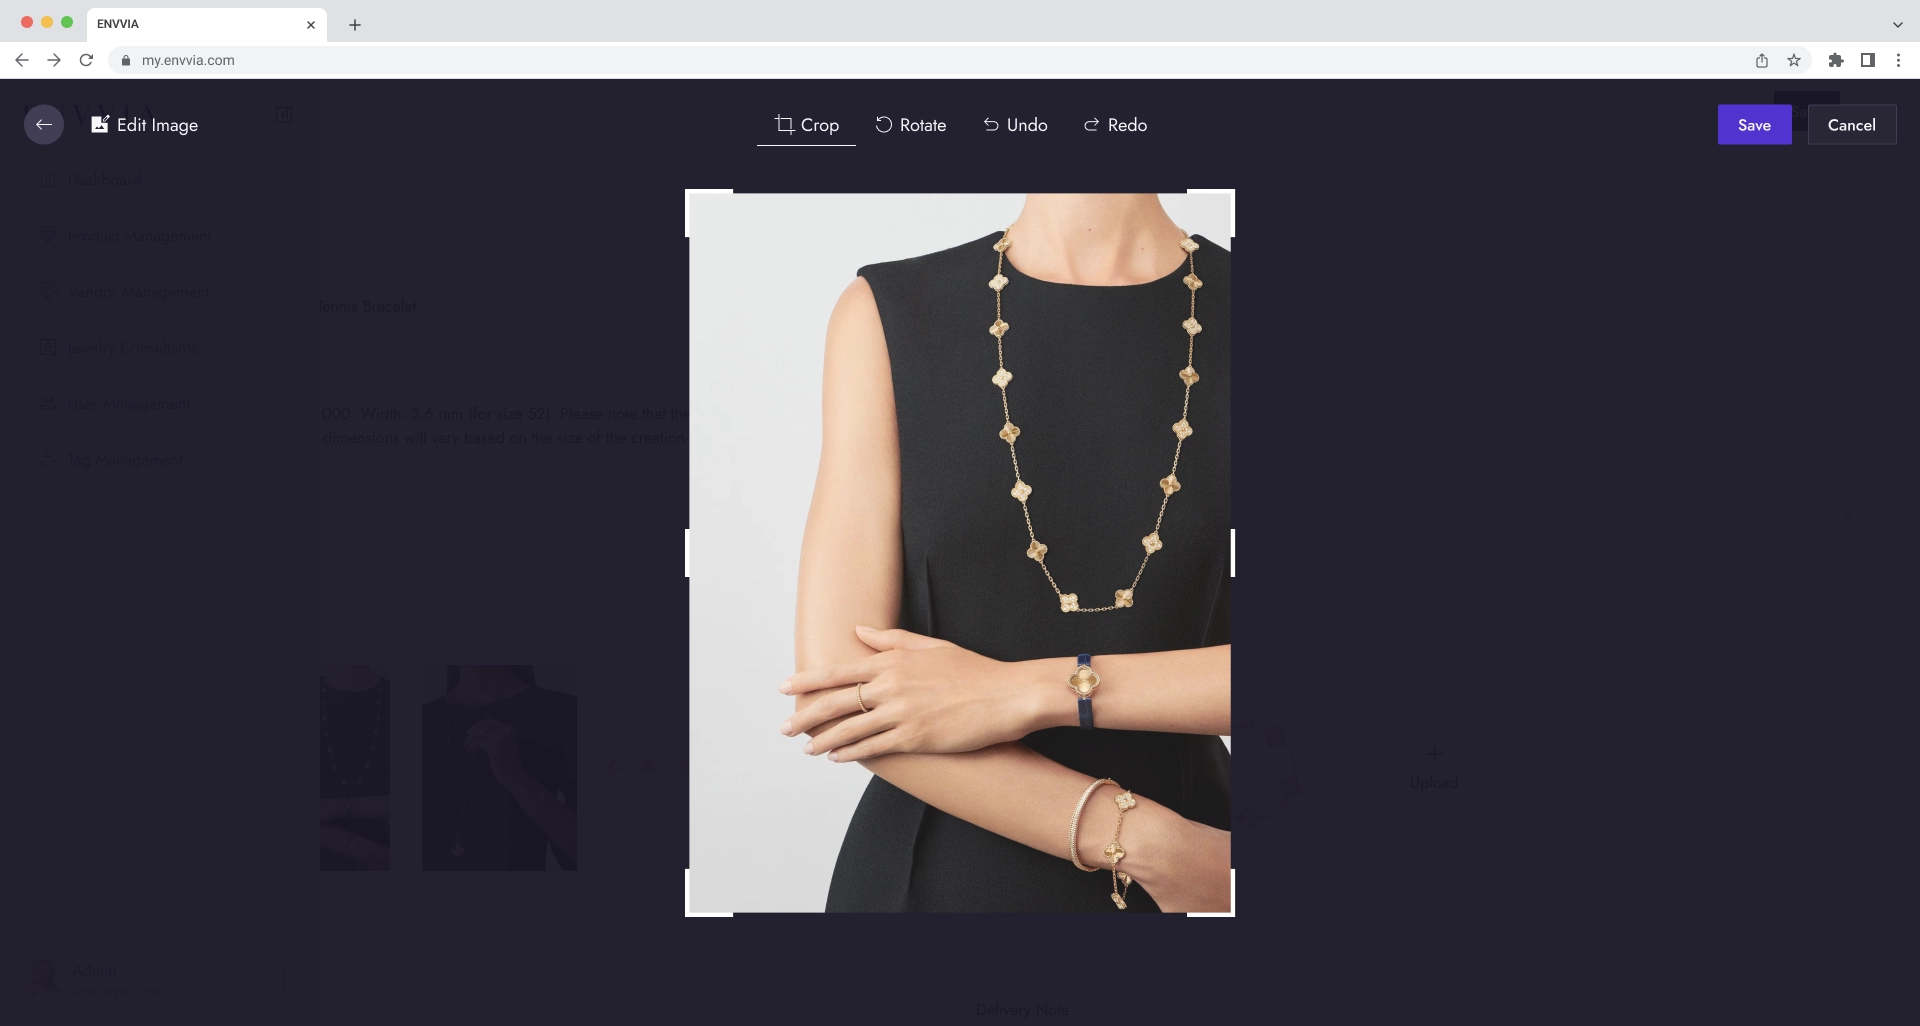 ENVVIA
my.envvia.com
ENVVIA
Edit Image
Crop
Rotate
Undo
Redo
Save
Cancel
Dashboard
Product Management
Vendor Management
Tennis Bracelet
Jewelry Consultants
User Management
000. Width: 3.6 mm (for size 52). Please note that the
dimensions will vary based on the size of the creation
Tag Management
Upload
Admin
Delivery Note